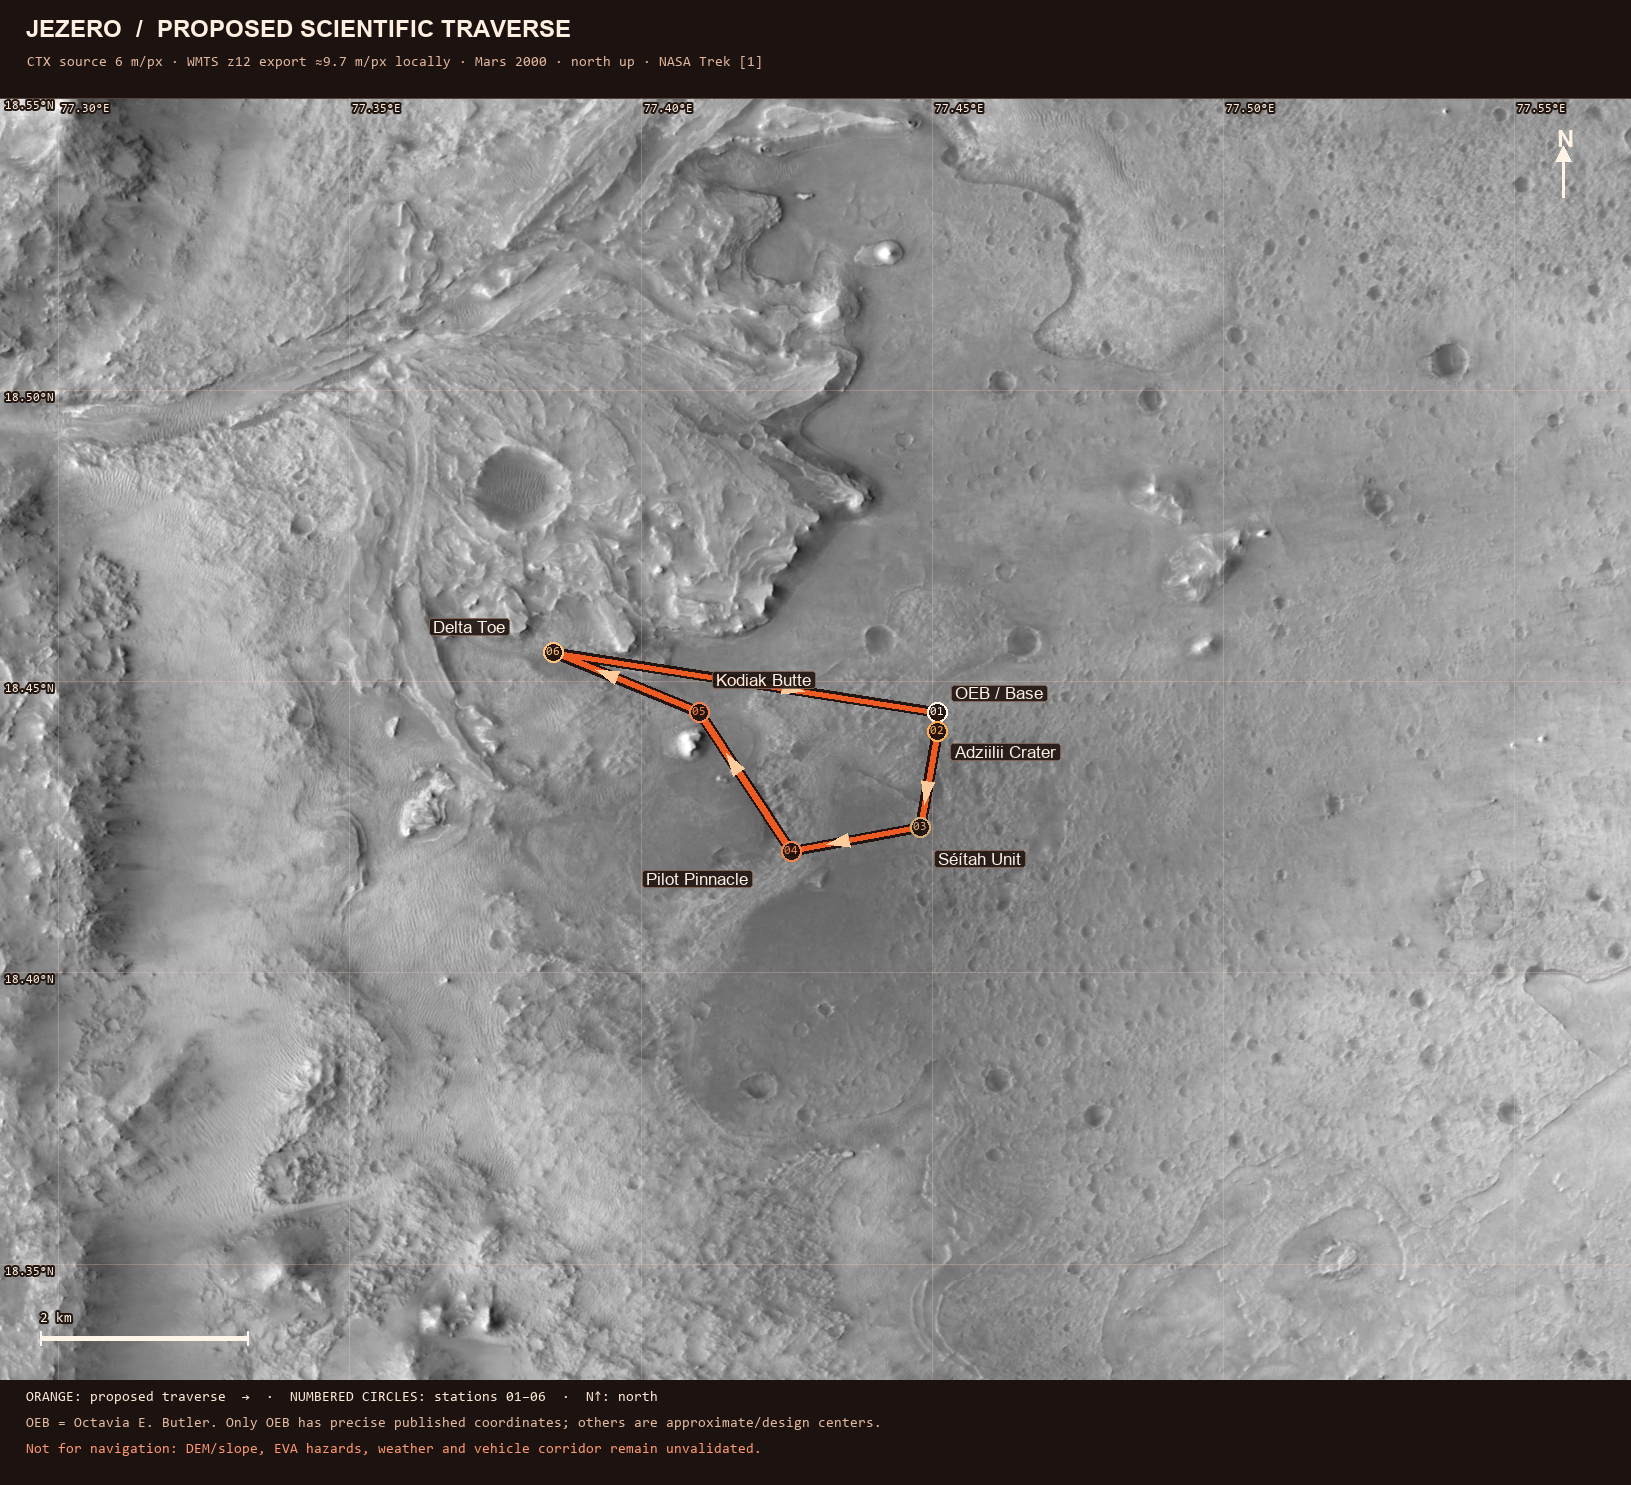 JEZERO / PROPOSED SCIENTIFIC TRAVERSE
CTX source 6 m/px · WMTS z12 export ≈9.7 m/px locally · Mars 2000 · north up · NASA Trek [1]
18.55°N
77.30°E
77.35°E
77.40°E
77.45°E
77.50°E
77.55°E
N
18.50°N
Delta Toe
06
Kodiak Butte
18.45°N
OEB / Base
05
01
02
Adziilii Crater
03
04
Séítah Unit
Pilot Pinnacle
18.40°N
18.35°N
2 km
ORANGE: proposed traverse → · NUMBERED CIRCLES: stations 01–06 · N↑: north
OEB = Octavia E. Butler. Only OEB has precise published coordinates; others are approximate/design centers.
Not for navigation: DEM/slope, EVA hazards, weather and vehicle corridor remain unvalidated.